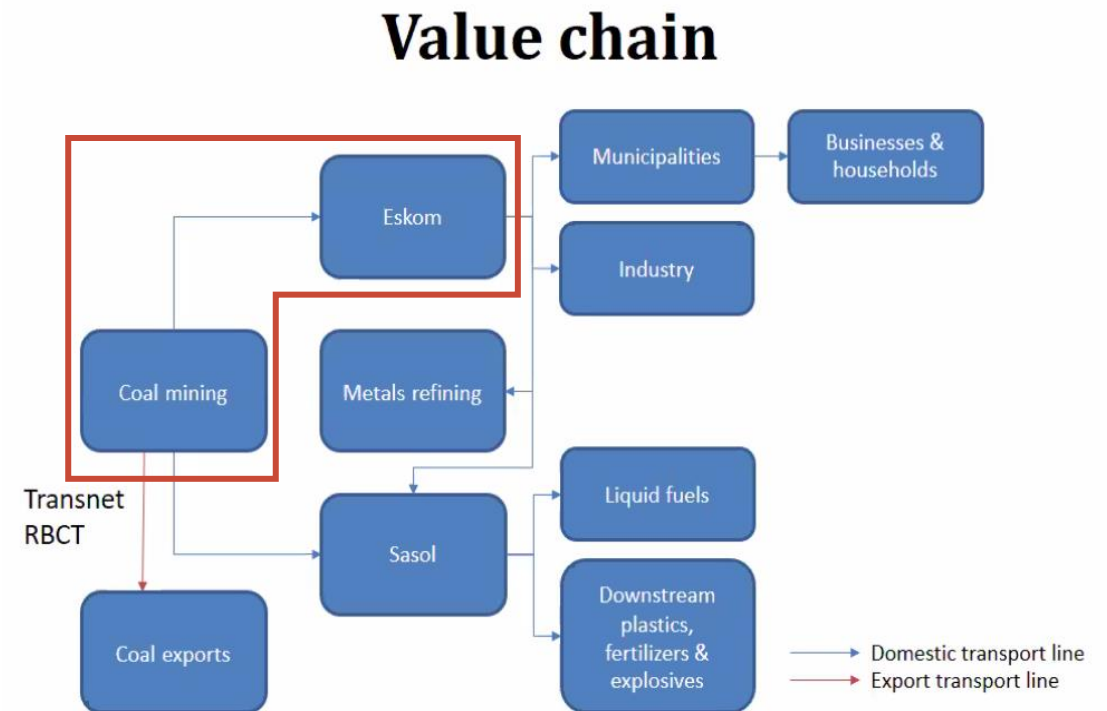 Value chain
Municipalities
Businesses &
households
Eskom
Industry
Coal mining
Metals refining
Transnet
RBCT
Liquid fuels
Sasol
Coal exports
Downstream
plastics,
fertilizers &
explosives
Domestic transport line
Export transport line